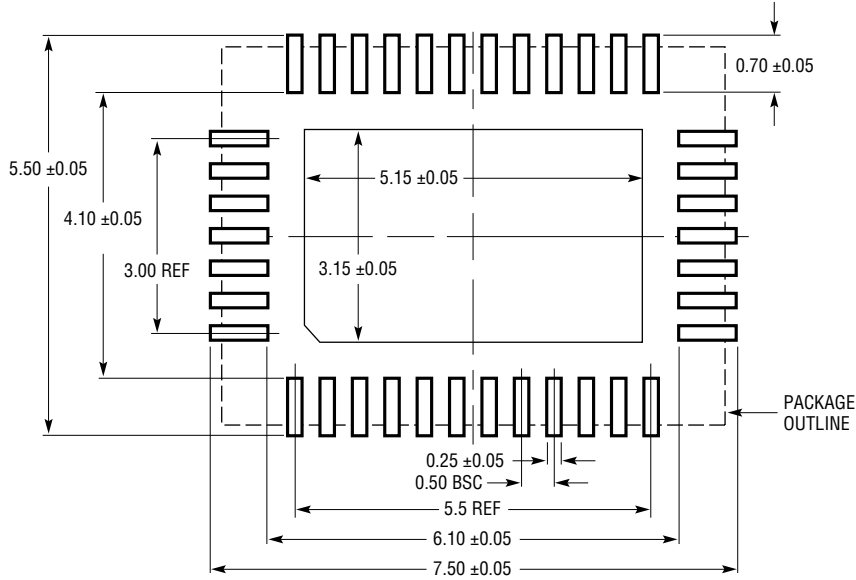 0.70 ±0.05
5.50 ±0.05
5.15 ±0.05
4.10 ±0.05
3.00 REF
3.15 ±0.05
PACKAGE
OUTLINE
0.25 ±0.05
0.50 BSC
5.5 REF
6.10 ±0.05
7.50 ±0.05